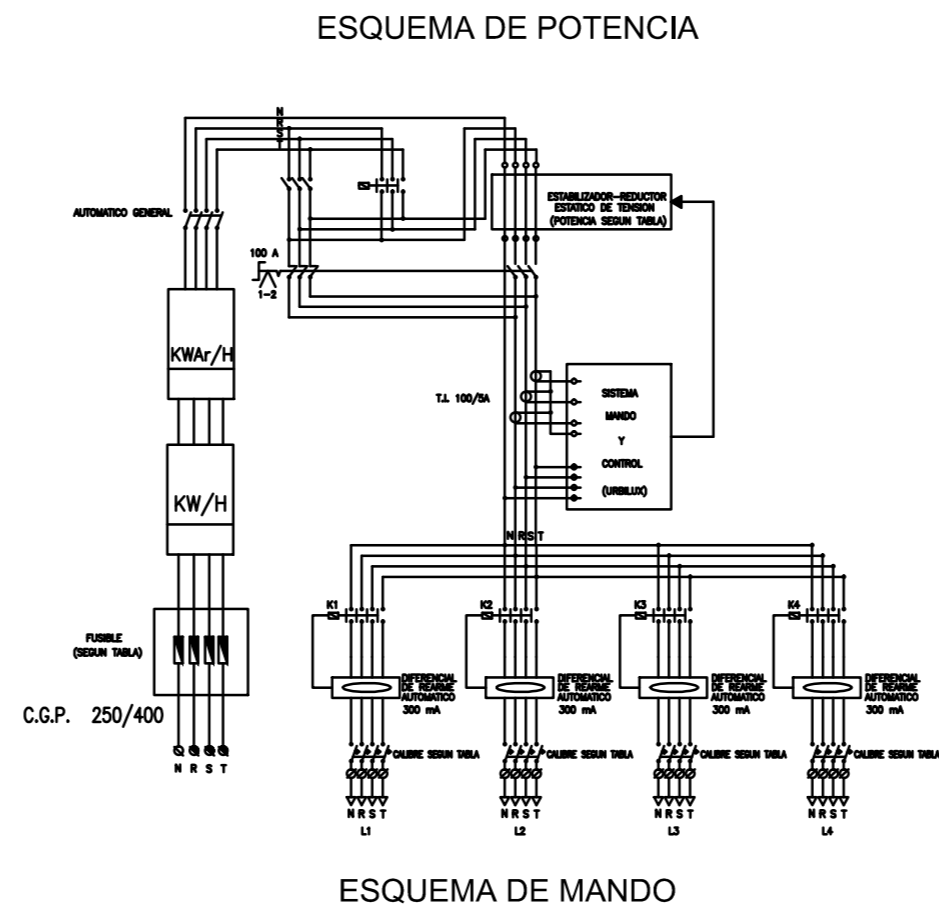 ESQUEMA DE POTENCIA
N
R
S
T
AUTOMATICO GENERAL
ESTABILIZADOR-REDUCTOR
ESTATICO DE TENSION
(POTENCIA SEGUN TABLA)
100 A
1-2
KWAr/H
T.I. 100/5A
SISTEMA
MANDO
Y
CONTROL
(URBILUX)
KW/H
N R S T
K1
K2
K3
K4
FUSIBLE
(SEGUN TABLA)
DIFERENCIAL
DE REARME
AUTOMATICO
300 mA
DIFERENCIAL
DE REARME
AUTOMATICO
300 mA
DIFERENCIAL
DE REARME
AUTOMATICO
300 mA
DIFERENCIAL
DE REARME
AUTOMATICO
300 mA
C.G.P. 250/400
N R S T
CALIBRE SEGUN TABLA
CALIBRE SEGUN TABLA
CALIBRE SEGUN TABLA
CALIBRE SEGUN TABLA
N R S T
N R S T
N R S T
N R S T
L1
L2
L3
L4
ESQUEMA DE MANDO